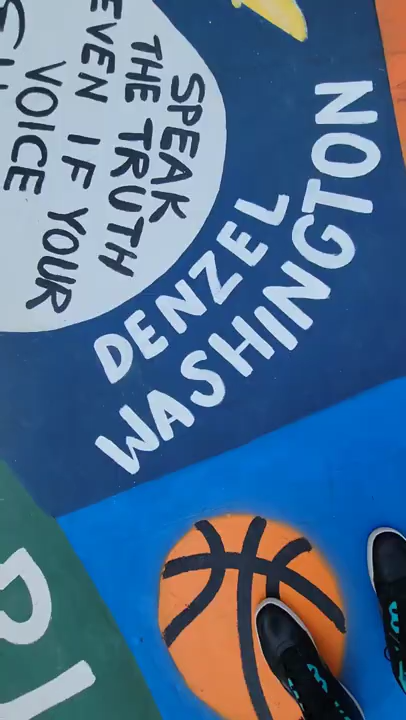 SPEAK
THE TRUTH
EVEN IF YOUR
VOICE
DENZEL
WASHINGTON